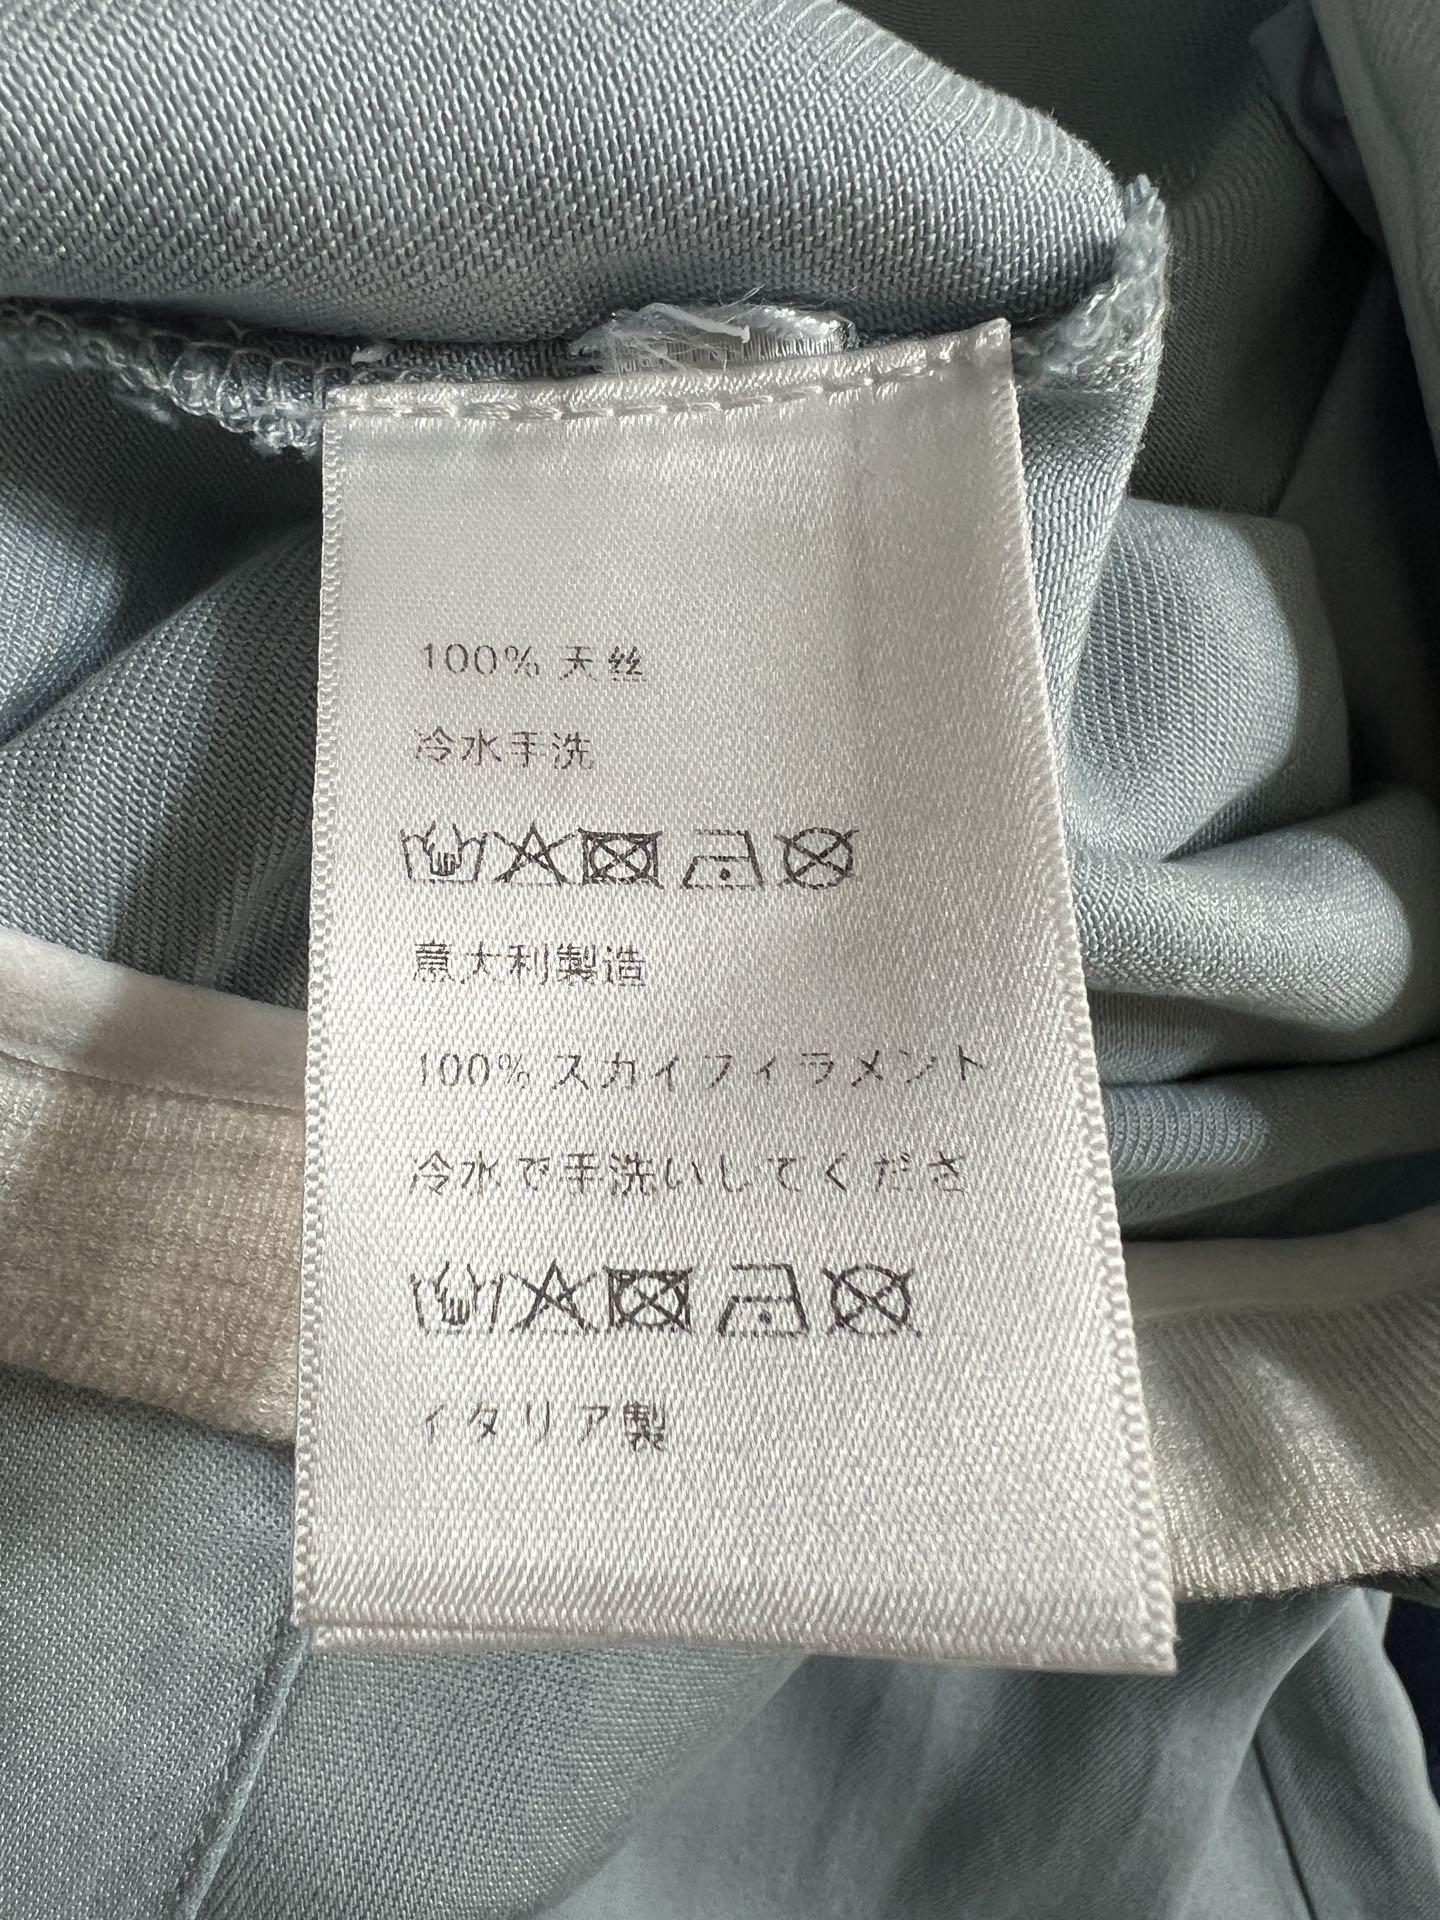 100% 天丝
冷水手洗
意大利製造
100% スカイフィラメント
冷水で手洗いしてくださ
イタリア製